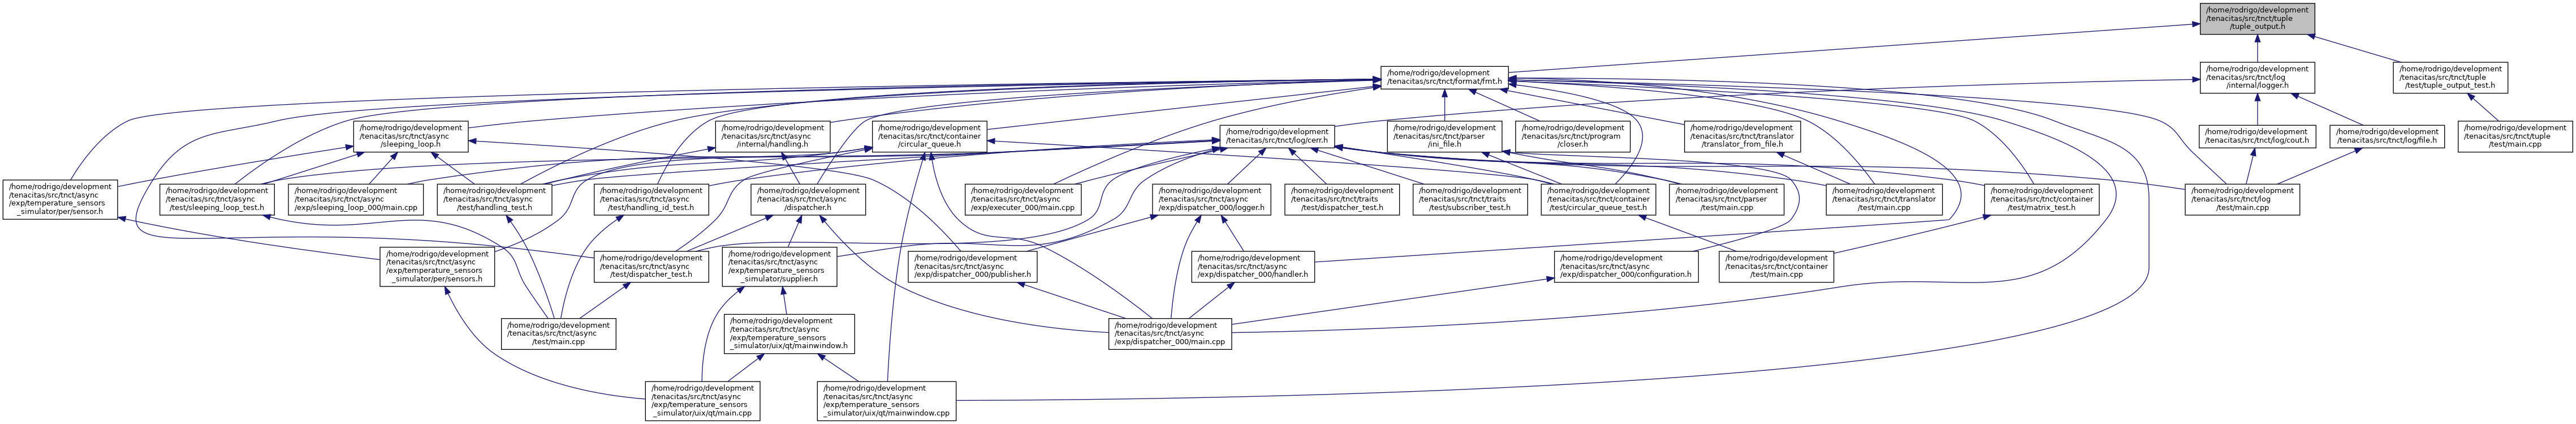 /home/rodrigo/development
/tenacitas/src/tnct/tuple
/tuple_output.h
/home/rodrigo/development
/tenacitas/src/tnct/format/fmt.h
/home/rodrigo/development
/tenacitas/src/tnct/log
/internal/logger.h
/home/rodrigo/development
/tenacitas/src/tnct/tuple
/test/tuple_output_test.h
/home/rodrigo/development
/tenacitas/src/tnct/async
/sleeping_loop.h
/home/rodrigo/development
/tenacitas/src/tnct/async
/internal/handling.h
/home/rodrigo/development
/tenacitas/src/tnct/container
/circular_queue.h
/home/rodrigo/development
/tenacitas/src/tnct/log/cerr.h
/home/rodrigo/development
/tenacitas/src/tnct/parser
/ini_file.h
/home/rodrigo/development
/tenacitas/src/tnct/program
/closer.h
/home/rodrigo/development
/tenacitas/src/tnct/translator
/translator_from_file.h
/home/rodrigo/development
/tenacitas/src/tnct/log/cout.h
/home/rodrigo/development
/tenacitas/src/tnct/log/file.h
/home/rodrigo/development
/tenacitas/src/tnct/tuple
/test/main.cpp
/home/rodrigo/development
/tenacitas/src/tnct/async
/exp/temperature_sensors
_simulator/per/sensor.h
/home/rodrigo/development
/tenacitas/src/tnct/async
/test/sleeping_loop_test.h
/home/rodrigo/development
/tenacitas/src/tnct/async
/exp/sleeping_loop_000/main.cpp
/home/rodrigo/development
/tenacitas/src/tnct/async
/test/handling_test.h
/home/rodrigo/development
/tenacitas/src/tnct/async
/test/handling_id_test.h
/home/rodrigo/development
/tenacitas/src/tnct/async
/dispatcher.h
/home/rodrigo/development
/tenacitas/src/tnct/async
/exp/executer_000/main.cpp
/home/rodrigo/development
/tenacitas/src/tnct/async
/exp/dispatcher_000/logger.h
/home/rodrigo/development
/tenacitas/src/tnct/traits
/test/dispatcher_test.h
/home/rodrigo/development
/tenacitas/src/tnct/traits
/test/subscriber_test.h
/home/rodrigo/development
/tenacitas/src/tnct/container
/test/circular_queue_test.h
/home/rodrigo/development
/tenacitas/src/tnct/parser
/test/main.cpp
/home/rodrigo/development
/tenacitas/src/tnct/translator
/test/main.cpp
/home/rodrigo/development
/tenacitas/src/tnct/container
/test/matrix_test.h
/home/rodrigo/development
/tenacitas/src/tnct/log
/test/main.cpp
/home/rodrigo/development
/tenacitas/src/tnct/async
/exp/temperature_sensors
_simulator/per/sensors.h
/home/rodrigo/development
/tenacitas/src/tnct/async
/test/dispatcher_test.h
/home/rodrigo/development
/tenacitas/src/tnct/async
/exp/temperature_sensors
_simulator/supplier.h
/home/rodrigo/development
/tenacitas/src/tnct/async
/exp/dispatcher_000/publisher.h
/home/rodrigo/development
/tenacitas/src/tnct/async
/exp/dispatcher_000/handler.h
/home/rodrigo/development
/tenacitas/src/tnct/async
/exp/dispatcher_000/configuration.h
/home/rodrigo/development
/tenacitas/src/tnct/container
/test/main.cpp
/home/rodrigo/development
/tenacitas/src/tnct/async
/test/main.cpp
/home/rodrigo/development
/tenacitas/src/tnct/async
/exp/temperature_sensors
_simulator/uix/qt/mainwindow.h
/home/rodrigo/development
/tenacitas/src/tnct/async
/exp/dispatcher_000/main.cpp
/home/rodrigo/development
/tenacitas/src/tnct/async
/exp/temperature_sensors
_simulator/uix/qt/main.cpp
/home/rodrigo/development
/tenacitas/src/tnct/async
/exp/temperature_sensors
_simulator/uix/qt/mainwindow.cpp